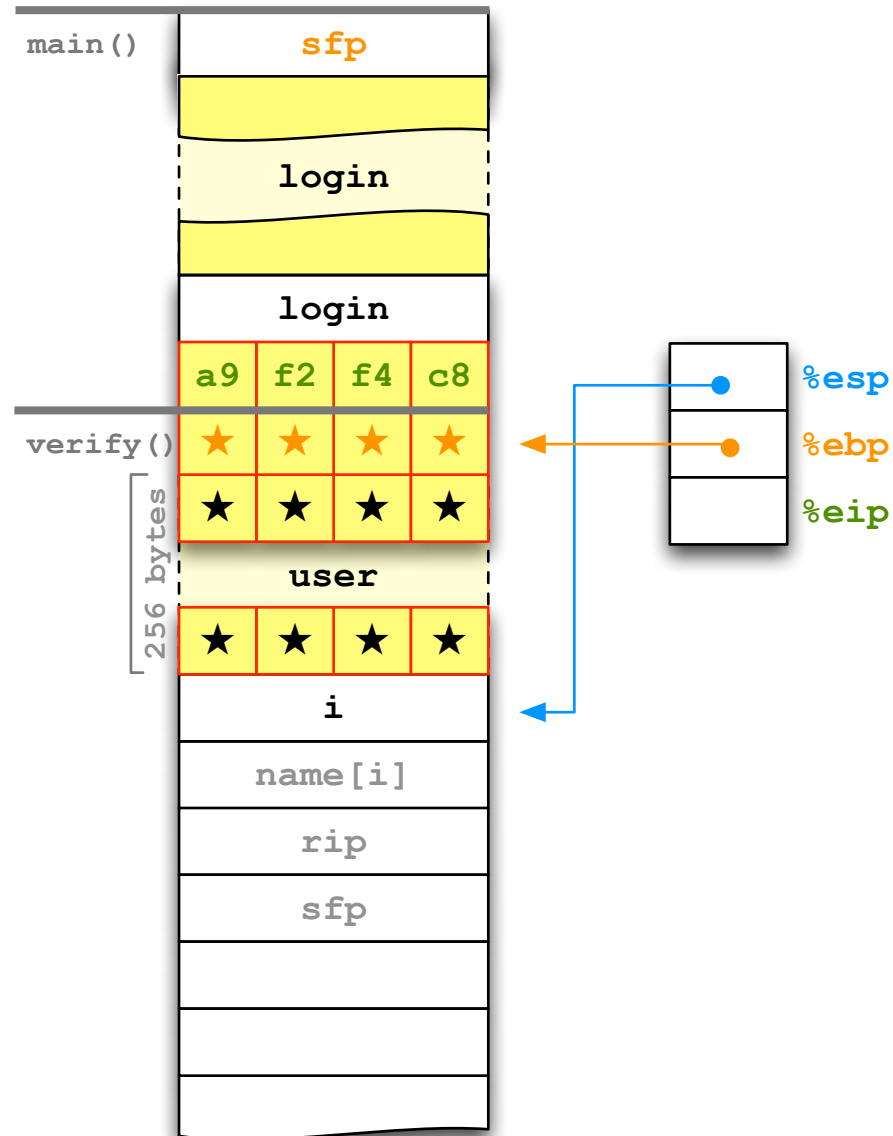 main() sfp
login
login
a9 f2 f4 c8 %esp
verify() ★ ★ ★ ★ %ebp
★ ★ ★ ★ %eip
256 bytes
user
★ ★ ★ ★
i
name[i]
rip
sfp